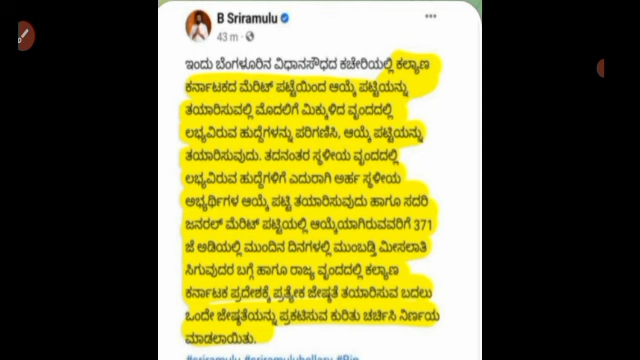 B Sriramulu
43 m
ಇಂದು ಬೆಂಗಳೂರಿನ ವಿಧಾನಸೌಧದ ಕಚೇರಿಯಲ್ಲಿ ಕಲ್ಯಾಣ
ಕರ್ನಾಟಕದ ಮೆರಿಟ್ ಪಟ್ಟಿಯಿಂದ ಆಯ್ಕೆ ಪಟ್ಟಿಯನ್ನು
ತಯಾರಿಸುವಲ್ಲಿ ಮೊದಲಿಗೆ ಮಿಕ್ಕುಳಿದ ವೃಂದದಲ್ಲಿ
ಲಭ್ಯವಿರುವ ಹುದ್ದೆಗಳನ್ನು ಪರಿಗಣಿಸಿ, ಆಯ್ಕೆ ಪಟ್ಟಿಯನ್ನು
ತಯಾರಿಸುವುದು. ತದನಂತರ ಸ್ಥಳೀಯ ವೃಂದದಲ್ಲಿ
ಲಭ್ಯವಿರುವ ಹುದ್ದೆಗಳಿಗೆ ಎದುರಾಗಿ ಅರ್ಹ ಸ್ಥಳೀಯ
ಅಭ್ಯರ್ಥಿಗಳ ಆಯ್ಕೆ ಪಟ್ಟಿ ತಯಾರಿಸುವುದು ಹಾಗೂ ಸದರಿ
ಜನರಲ್ ಮೆರಿಟ್ ಪಟ್ಟಿಯಲ್ಲಿ ಆಯ್ಕೆಯಾಗಿರುವವರಿಗೆ 371
ಜೆ ಅಡಿಯಲ್ಲಿ ಮುಂದಿನ ದಿನಗಳಲ್ಲಿ ಮುಂಬಡ್ತಿ ಮೀಸಲಾತಿ
ಸಿಗುವುದರ ಬಗ್ಗೆ ಹಾಗೂ ರಾಜ್ಯ ವೃಂದದಲ್ಲಿ ಕಲ್ಯಾಣ
ಕರ್ನಾಟಕ ಪ್ರದೇಶಕ್ಕೆ ಪ್ರತ್ಯೇಕ ಜೇಷ್ಠತೆ ತಯಾರಿಸುವ ಬದಲು
ಒಂದೇ ಜೇಷ್ಠತೆಯನ್ನು ಪ್ರಕಟಿಸುವ ಕುರಿತು ಚರ್ಚಿಸಿ ನಿರ್ಣಯ
ಮಾಡಲಾಯಿತು.